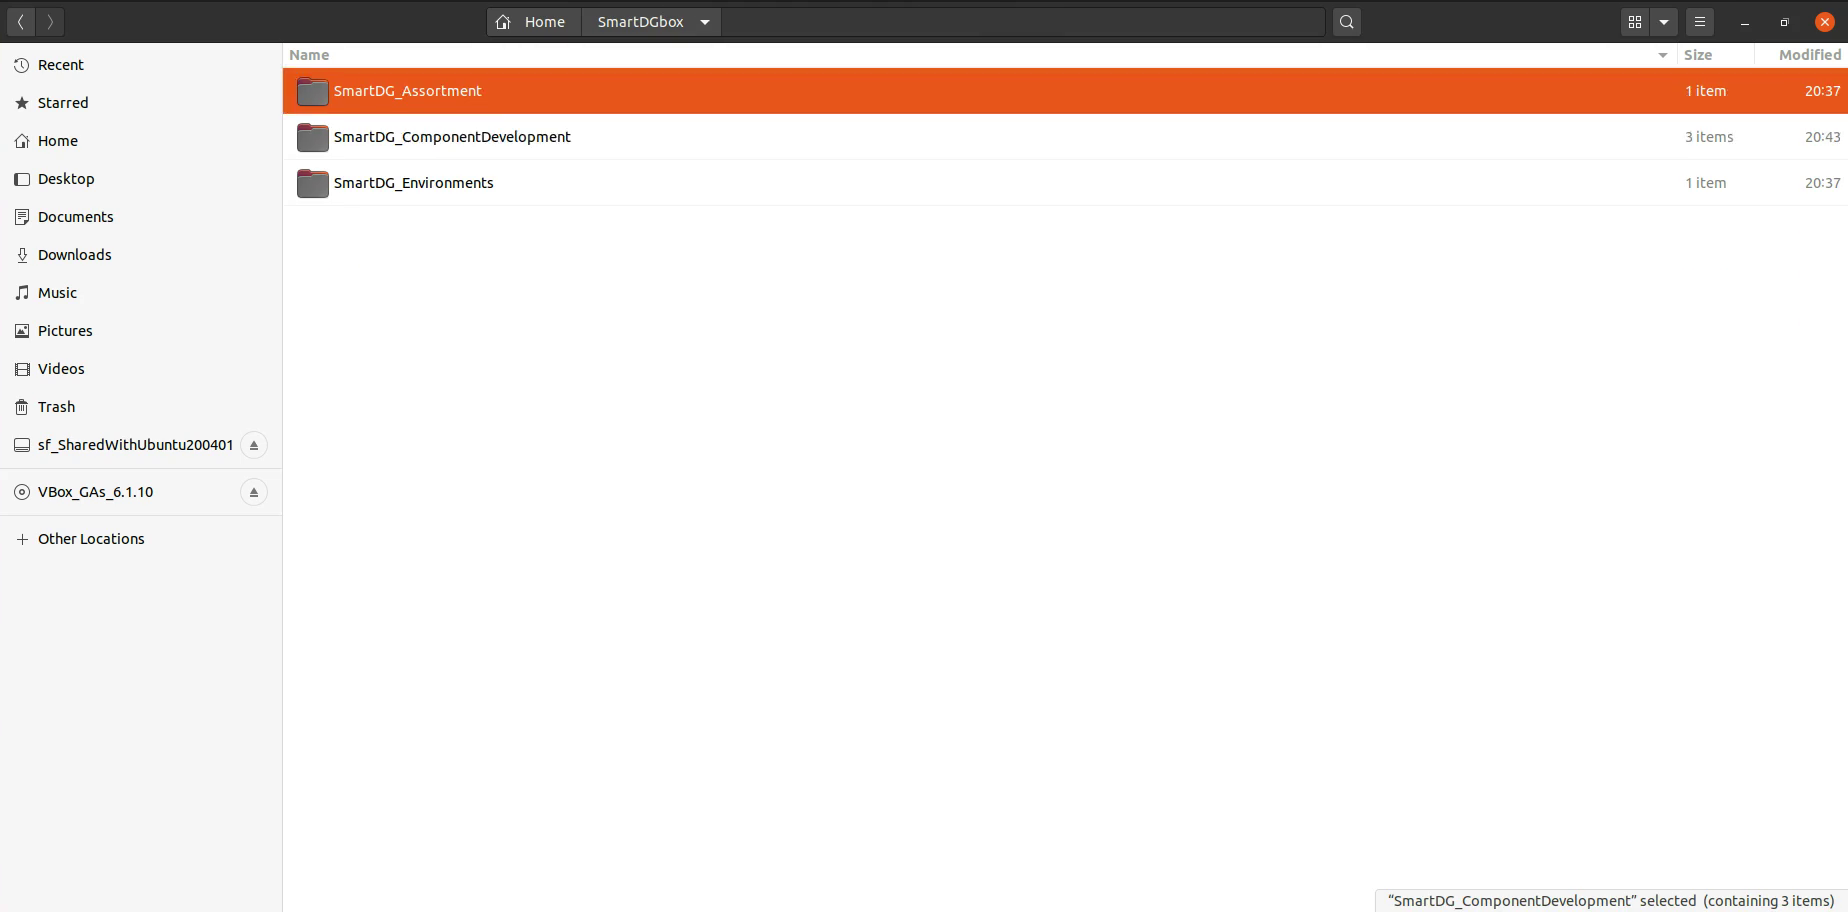 Home SmartDGbox
Name Size Modified
Recent
Starred
Home
Desktop
Documents
Downloads
Music
Pictures
Videos
Trash
sf_SharedWithUbuntu200401
VBox_GAs_6.1.10
+ Other Locations
SmartDG_Assortment 1 item 20:37
SmartDG_ComponentDevelopment 3 items 20:43
SmartDG_Environments 1 item 20:37
“SmartDG_ComponentDevelopment” selected (containing 3 items)